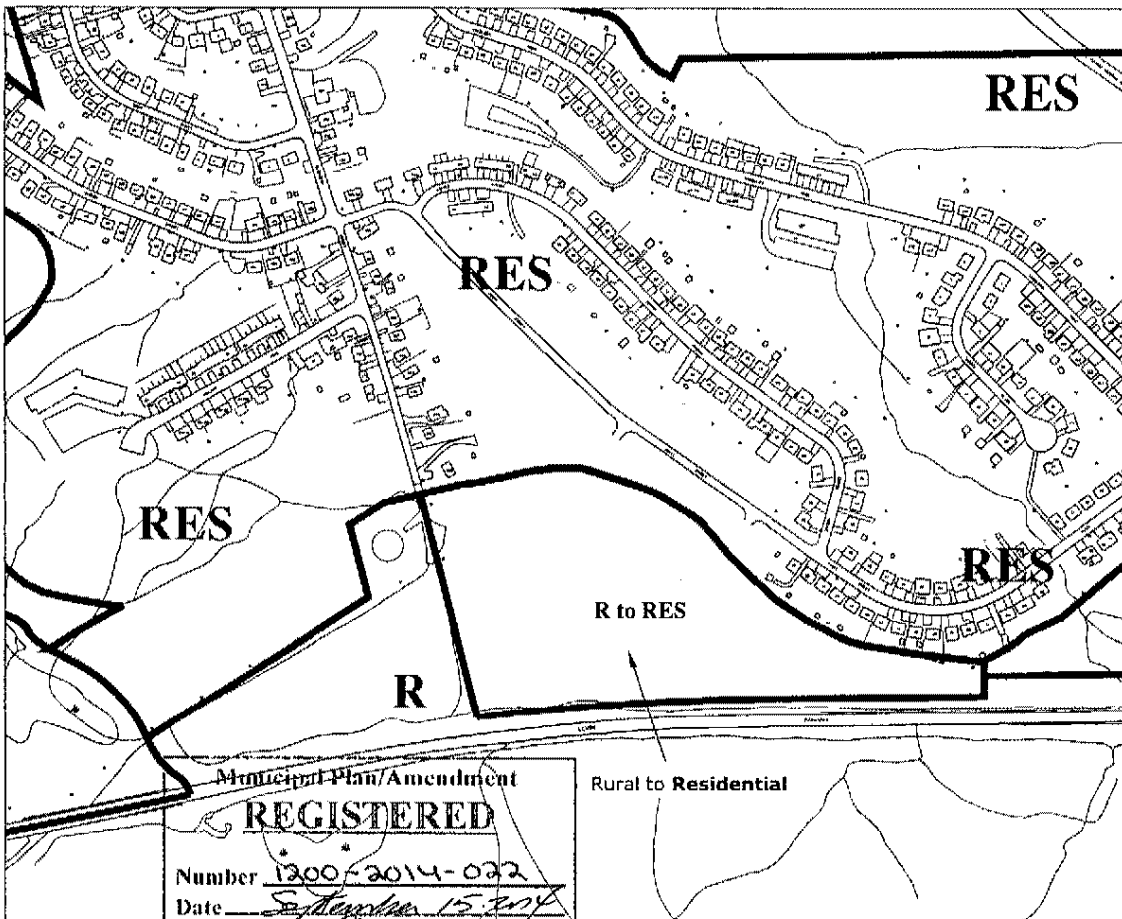 RES
RES
RES
RES
R to RES
R
Rural to Residential
Municipal Plan/Amendment
REGISTERED
Number 1200-2014-022
Date September 15. 2014